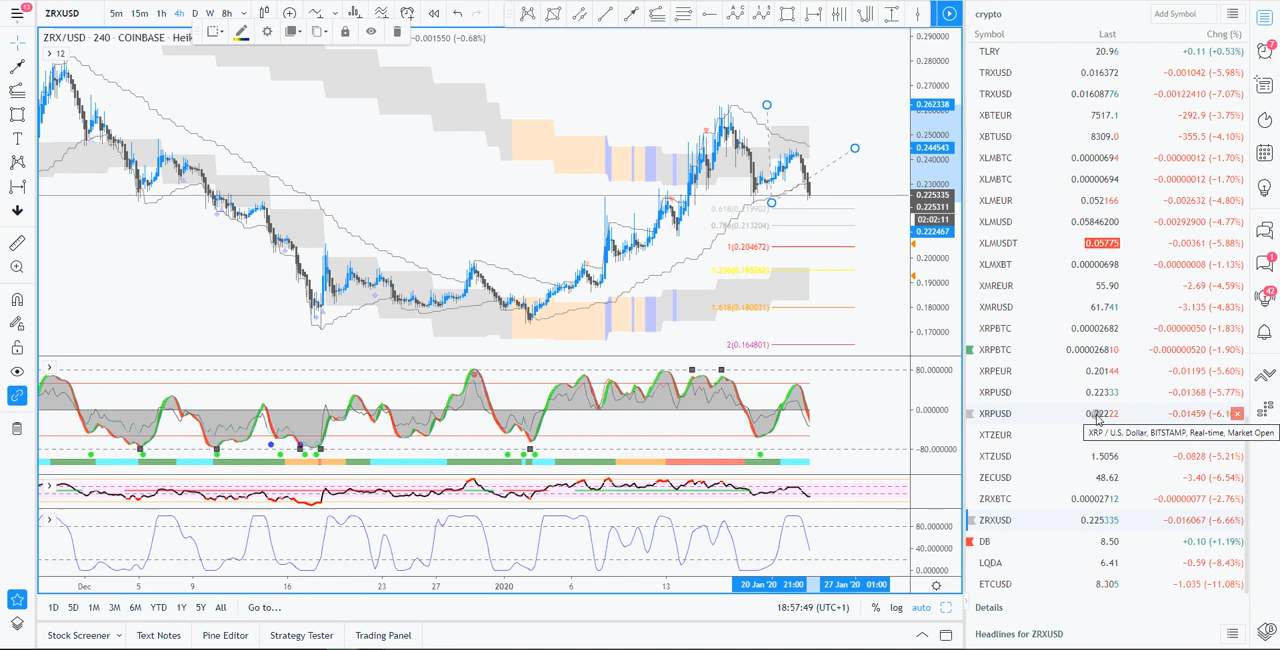 13
ZRXUSD
5m 15m 1h 4h D W 8h
crypto
Add Symbol
ZRX/USD · 240 · COINBASE · Heik
−0.001550 (−0.68%)
12
Symbol Last Chng (%)
TLRY 20.96 +0.11 (+0.53%)
TRXUSD 0.016372 −0.001042 (−5.98%)
TRXUSD 0.01608776 −0.00122410 (−7.07%)
XBTEUR 7517.1 −292.9 (−3.75%)
XBTUSD 8309.0 −355.5 (−4.10%)
XLMBTC 0.00000694 −0.00000012 (−1.70%)
XLMBTC 0.00000694 −0.00000012 (−1.70%)
XLMEUR 0.052166 −0.002632 (−4.80%)
XLMUSD 0.05846200 −0.00292900 (−4.77%)
XLMUSDT 0.05775 −0.00361 (−5.88%)
XLMXBT 0.00000698 −0.00000008 (−1.13%)
XMREUR 55.90 −2.69 (−4.59%)
XMRUSD 61.741 −3.135 (−4.83%)
XRPBTC 0.00002682 −0.00000050 (−1.83%)
XRPBTC 0.000026810 −0.000000520 (−1.90%)
XRPEUR 0.20144 −0.01195 (−5.60%)
XRPUSD 0.22333 −0.01368 (−5.77%)
XRPUSD −0.01459
XRP / U.S. Dollar, BITSTAMP, Real-time, Market Open
XTZEUR
XTZUSD 1.5056 −0.0828 (−5.21%)
ZECUSD 48.62 −3.40 (−6.54%)
ZRXBTC 0.00002712 −0.00000077 (−2.76%)
ZRXUSD 0.225335 −0.016067 (−6.66%)
DB 8.50 +0.10 (+1.19%)
LQDA 6.41 −0.59 (−8.43%)
ETCUSD 8.305 −1.035 (−11.08%)
Details
Headlines for ZRXUSD
0.290000
0.280000
0.270000
0.262338
0.250000
0.244543
0.240000
0.230000
0.225335
0.225311
02:02:11
0.222467
0.200000
0.190000
0.180000
0.170000
0.618(0.219902)
0.786(0.213204)
1(0.204672)
1.236(0.195262)
1.618(0.180031)
2(0.164801)
80.000000
0.000000
−80.000000
80.000000
40.000000
0.000000
Dec 5 9 16 23 27 2020 6 13 20 Jan '20 21:00 27 Jan '20 01:00
1D 5D 1M 3M 6M YTD 1Y 5Y All Go to... 18:57:49 (UTC+1) % log auto
Stock Screener Text Notes Pine Editor Strategy Tester Trading Panel
7
1
42